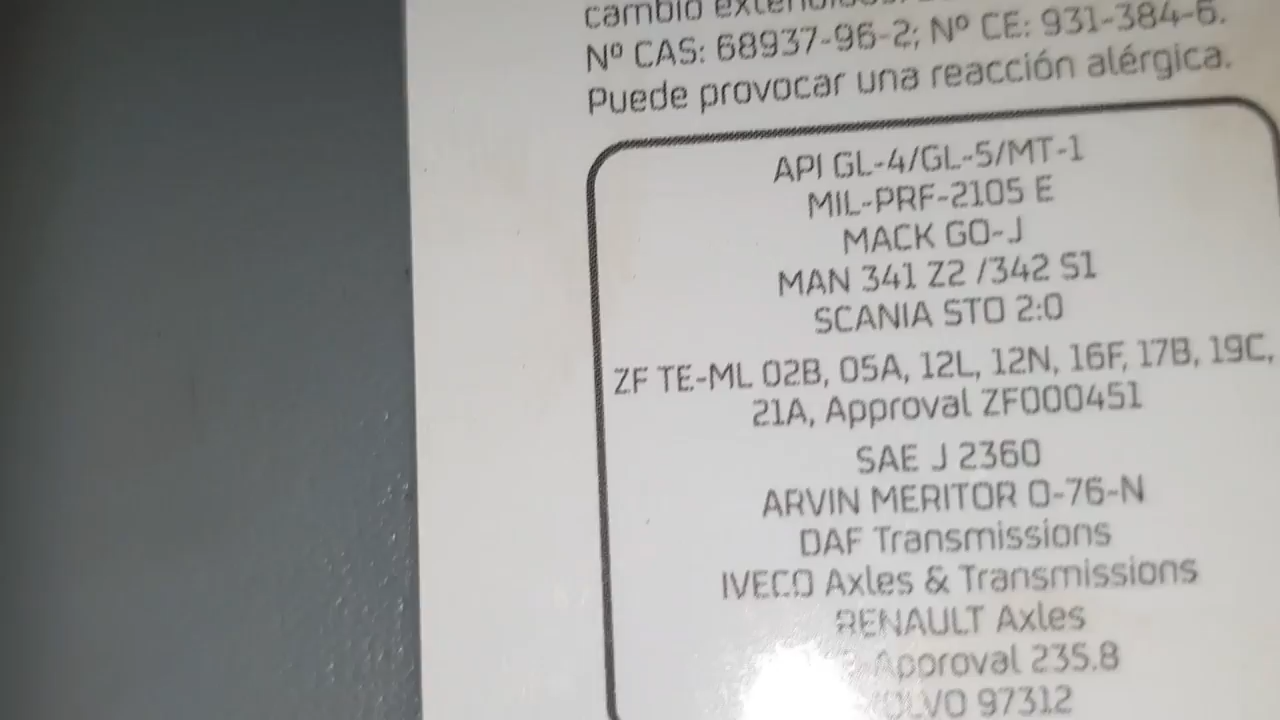 cambio
Nº CAS: 68937-96-2; Nº CE: 931-384-6.
Puede provocar una reacción alérgica.
API GL-4/GL-5/MT-1
MIL-PRF-2105 E
MACK GO-J
MAN 341 Z2 /342 S1
SCANIA STO 2:0
ZF TE-ML 02B, 05A, 12L, 12N, 16F, 17B, 19C,
21A, Approval ZF000451
SAE J 2360
ARVIN MERITOR O-76-N
DAF Transmissions
IVECO Axles & Transmissions
RENAULT Axles
Approval 235.8
VOLVO 97312